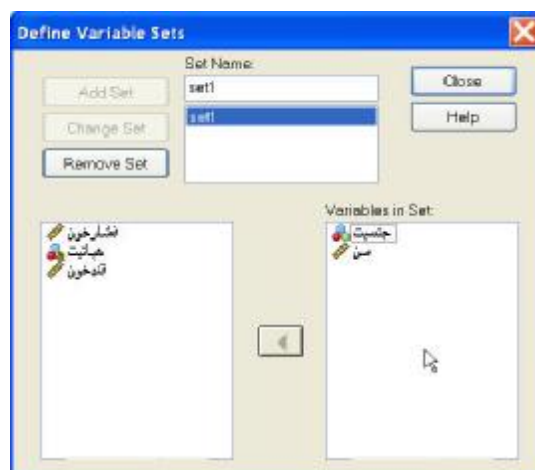 Define Variable Sets
Set Name:
Add Set
set1
Close
Change Set
set1
Help
Remove Set
Variables in Set:
فشارخون
هپاتیت
قندخون
جنسیت
سن